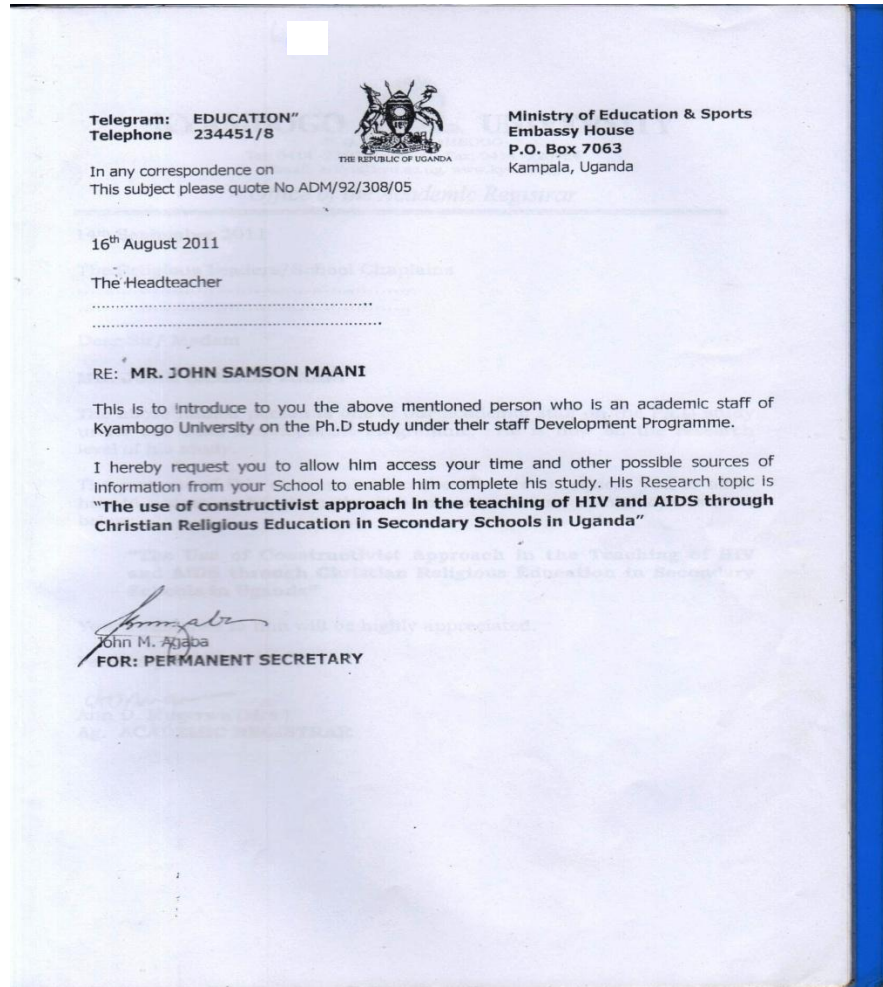 Telegram: EDUCATION"
Telephone 234451/8
THE REPUBLIC OF UGANDA
Ministry of Education & Sports
Embassy House
P.O. Box 7063
Kampala, Uganda
In any correspondence on
This subject please quote No ADM/92/308/05
16th August 2011
The Headteacher
................................................................
..................................................................
RE: MR. JOHN SAMSON MAANI
This is to introduce to you the above mentioned person who is an academic staff of
Kyambogo University on the Ph.D study under their staff Development Programme.
I hereby request you to allow him access your time and other possible sources of
information from your School to enable him complete his study. His Research topic is
"The use of constructivist approach in the teaching of HIV and AIDS through
Christian Religious Education in Secondary Schools in Uganda"
John M. Agaba
FOR: PERMANENT SECRETARY